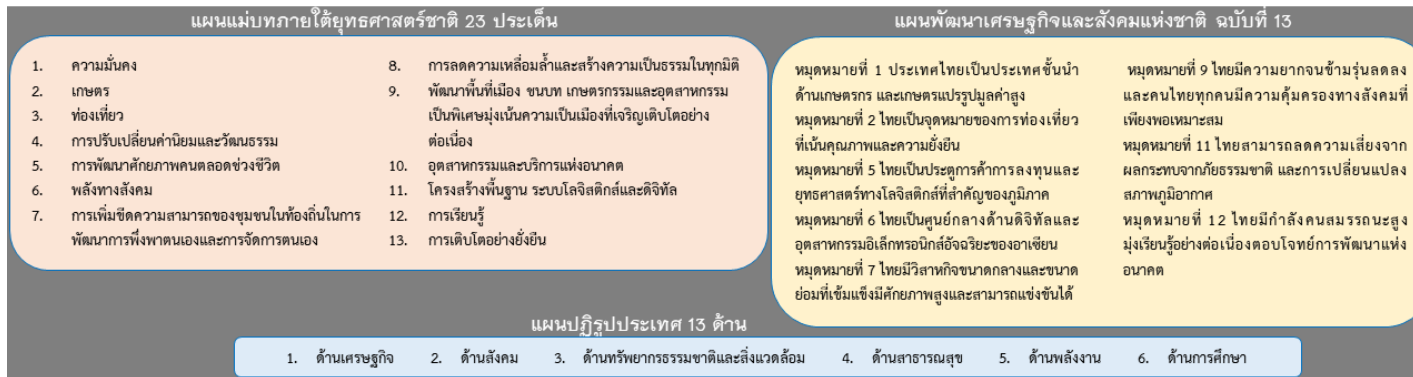 แผนแม่บทภายใต้ยุทธศาสตร์ชาติ 23 ประเด็น
1. ความมั่นคง
2. เกษตร
3. ท่องเที่ยว
4. การปรับเปลี่ยนค่านิยมและวัฒนธรรม
5. การพัฒนาศักยภาพคนตลอดช่วงชีวิต
6. พลังทางสังคม
7. การเพิ่มขีดความสามารถของชุมชนในท้องถิ่นในการ
พัฒนาการพึ่งพาตนเองและการจัดการตนเอง
8. การลดความเหลื่อมล้ำและสร้างความเป็นธรรมในทุกมิติ
9. พัฒนาพื้นที่เมือง ชนบท เกษตรกรรมและอุตสาหกรรม
เป็นพิเศษมุ่งเน้นความเป็นเมืองที่เจริญเติบโตอย่าง
ต่อเนื่อง
10. อุตสาหกรรมและบริการแห่งอนาคต
11. โครงสร้างพื้นฐาน ระบบโลจิสติกส์และดิจิทัล
12. การเรียนรู้
13. การเติบโตอย่างยั่งยืน
แผนพัฒนาเศรษฐกิจและสังคมแห่งชาติ ฉบับที่ 13
หมุดหมายที่ 1 ประเทศไทยเป็นประเทศชั้นนำ
ด้านเกษตรกร และเกษตรแปรรูปมูลค่าสูง
หมุดหมายที่ 2 ไทยเป็นจุดหมายของการท่องเที่ยว
ที่เน้นคุณภาพและความยั่งยืน
หมุดหมายที่ 5 ไทยเป็นประตูการค้าการลงทุนและ
ยุทธศาสตร์ทางโลจิสติกส์ที่สำคัญของภูมิภาค
หมุดหมายที่ 6 ไทยเป็นศูนย์กลางด้านดิจิทัลและ
อุตสาหกรรมอิเล็กทรอนิกส์อัจฉริยะของอาเซียน
หมุดหมายที่ 7 ไทยมีวิสาหกิจขนาดกลางและขนาด
ย่อมที่เข้มแข็งมีศักยภาพสูงและสามารถแข่งขันได้
หมุดหมายที่ 9 ไทยมีความยากจนข้ามรุ่นลดลง
และคนไทยทุกคนมีความคุ้มครองทางสังคมที่
เพียงพอเหมาะสม
หมุดหมายที่ 11 ไทยสามารถลดความเสี่ยงจาก
ผลกระทบจากภัยธรรมชาติ และการเปลี่ยนแปลง
สภาพภูมิอากาศ
หมุดหมายที่ 12 ไทยมีกำลังคนสมรรถนะสูง
มุ่งเรียนรู้อย่างต่อเนื่องตอบโจทย์การพัฒนาแห่ง
อนาคต
แผนปฏิรูปประเทศ 13 ด้าน
1. ด้านเศรษฐกิจ 2. ด้านสังคม 3. ด้านทรัพยากรธรรมชาติและสิ่งแวดล้อม 4. ด้านสาธารณสุข 5. ด้านพลังงาน 6. ด้านการศึกษา